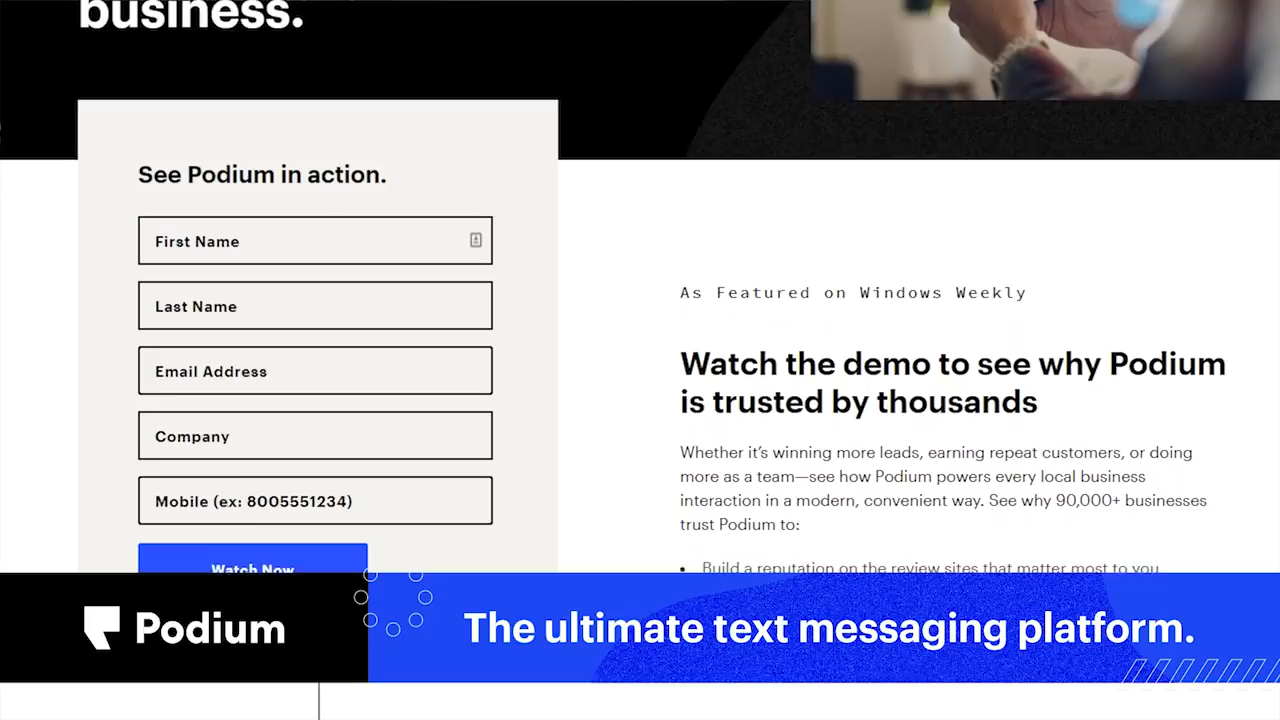 business.
See Podium in action.
First Name
Last Name
Email Address
Company
Mobile (ex: 8005551234)
Watch Now
As Featured on Windows Weekly
Watch the demo to see why Podium
is trusted by thousands
Whether it’s winning more leads, earning repeat customers, or doing
more as a team—see how Podium powers every local business
interaction in a modern, convenient way. See why 90,000+ businesses
trust Podium to:
• Build a reputation on the review sites that matter most to you
Podium
The ultimate text messaging platform.